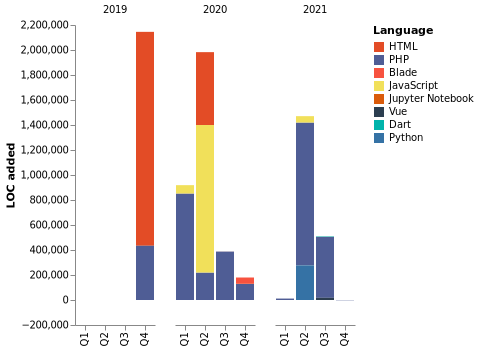 2019 2020 2021
2,200,000
2,000,000
1,800,000
1,600,000
1,400,000
1,200,000
1,000,000
800,000
600,000
400,000
200,000
0
−200,000
LOC added
Q1 Q2 Q3 Q4 Q1 Q2 Q3 Q4 Q1 Q2 Q3 Q4
Language
HTML
PHP
Blade
JavaScript
Jupyter Notebook
Vue
Dart
Python